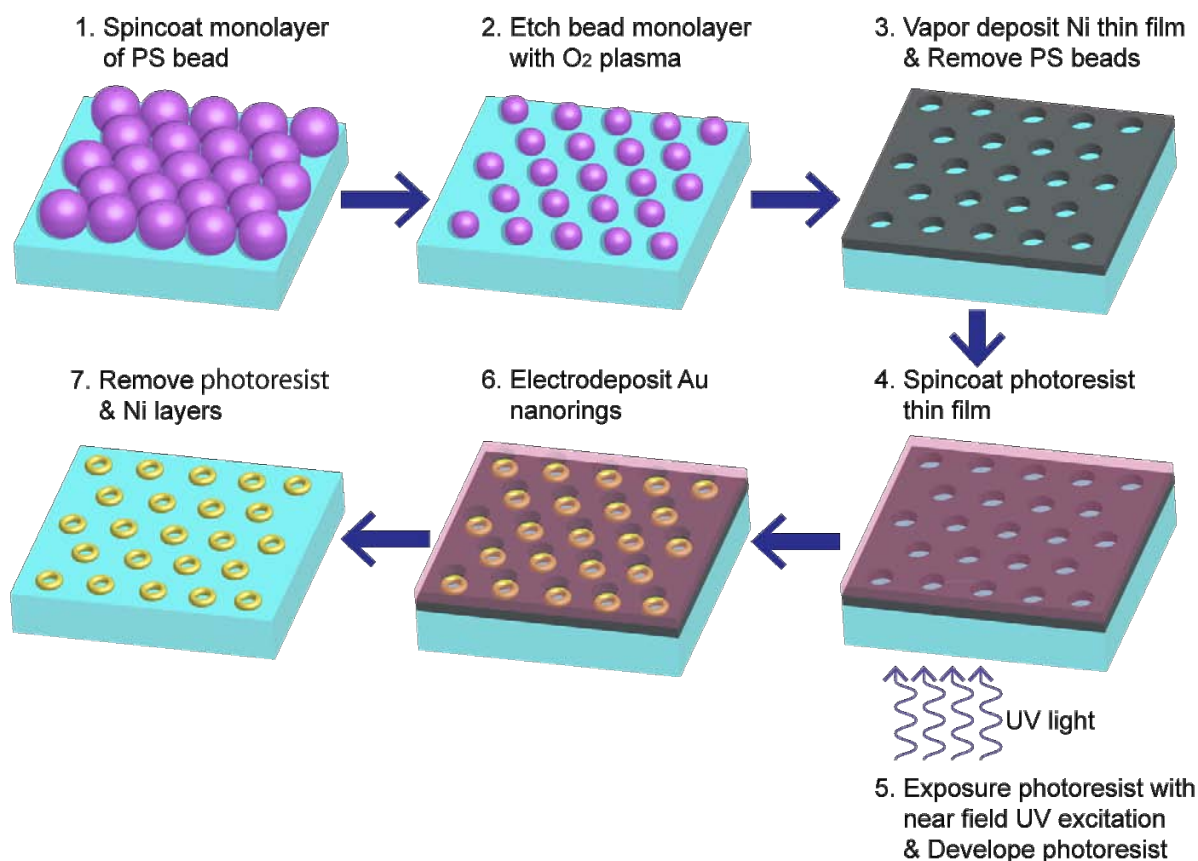 1. Spincoat monolayer
of PS bead
2. Etch bead monolayer
with O2 plasma
3. Vapor deposit Ni thin film
& Remove PS beads
4. Spincoat photoresist
thin film
UV light
5. Exposure photoresist with
near field UV excitation
& Develope photoresist
6. Electrodeposit Au
nanorings
7. Remove photoresist
& Ni layers